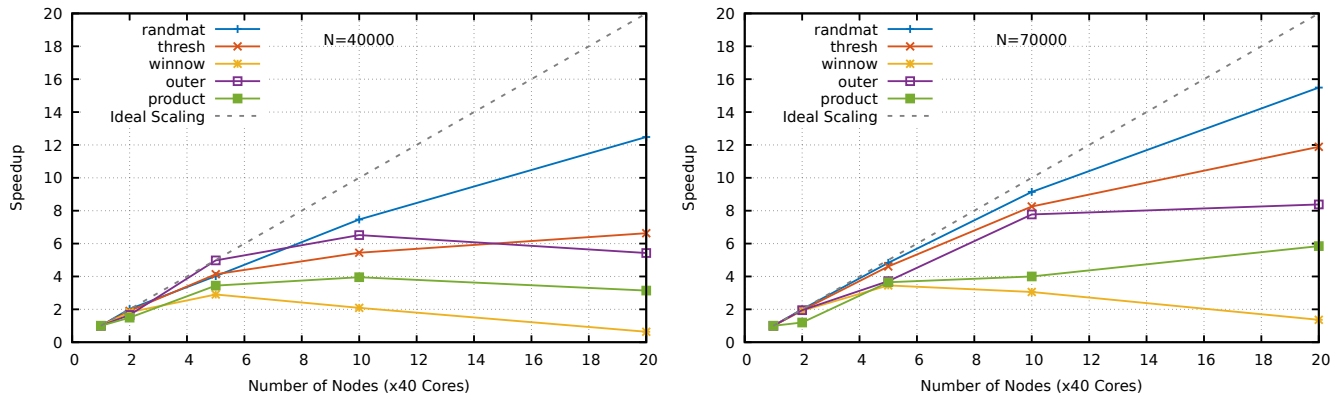 20
18
16
14
12
10
8
6
4
2
0
Speedup
randmat
thresh
winnow
outer
product
Ideal Scaling
N=40000
0 2 4 6 8 10 12 14 16 18 20
Number of Nodes (x40 Cores)
20
18
16
14
12
10
8
6
4
2
0
Speedup
randmat
thresh
winnow
outer
product
Ideal Scaling
N=70000
0 2 4 6 8 10 12 14 16 18 20
Number of Nodes (x40 Cores)